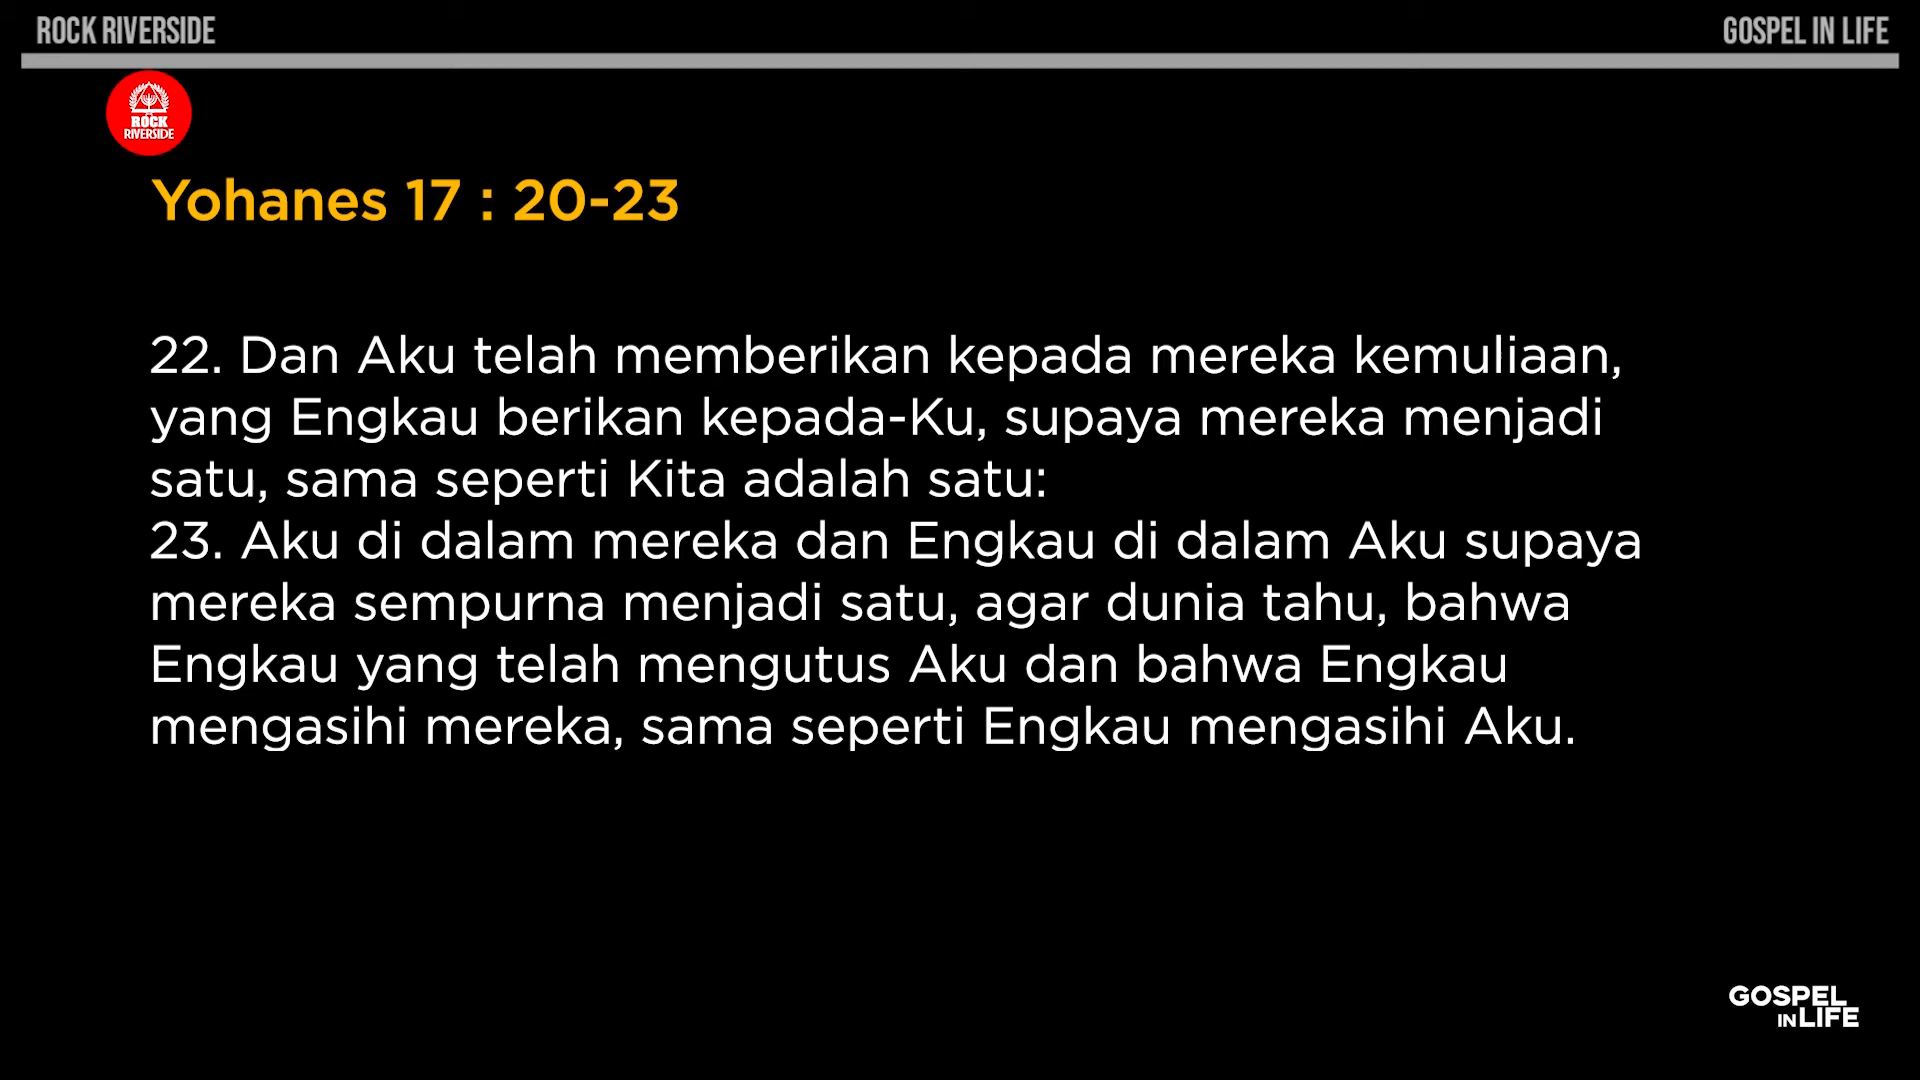 ROCK RIVERSIDE
GOSPEL IN LIFE
ROCK
RIVERSIDE
Yohanes 17 : 20-23
22. Dan Aku telah memberikan kepada mereka kemuliaan,
yang Engkau berikan kepada-Ku, supaya mereka menjadi
satu, sama seperti Kita adalah satu:
23. Aku di dalam mereka dan Engkau di dalam Aku supaya
mereka sempurna menjadi satu, agar dunia tahu, bahwa
Engkau yang telah mengutus Aku dan bahwa Engkau
mengasihi mereka, sama seperti Engkau mengasihi Aku.
GOSPEL
IN LIFE